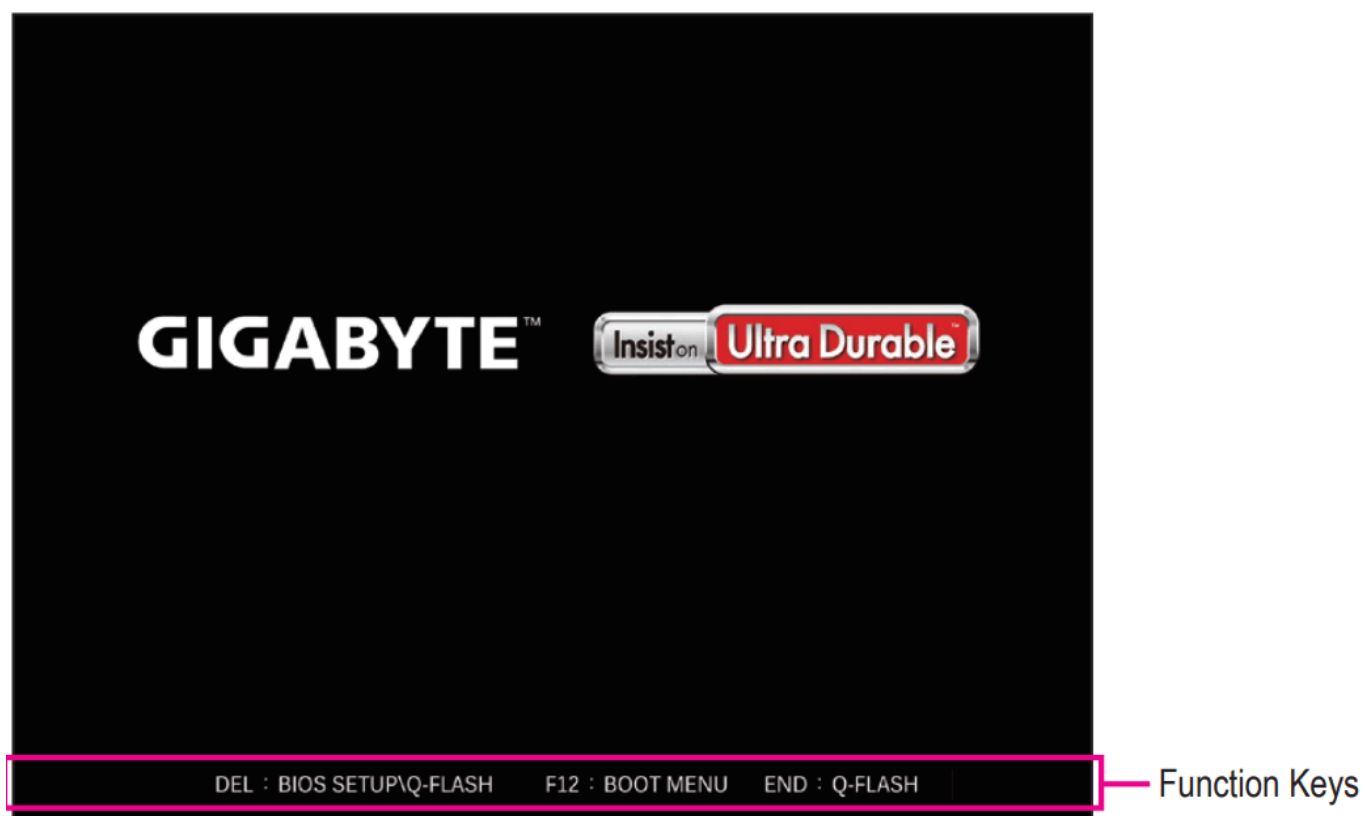 GIGABYTE™
Insist on Ultra Durable™
DEL : BIOS SETUP\Q-FLASH F12 : BOOT MENU END : Q-FLASH
Function Keys